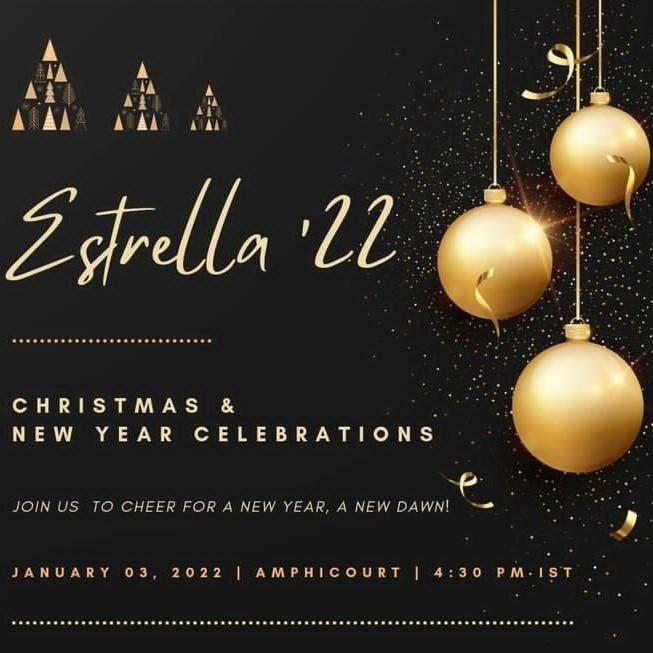 Estrella '22
CHRISTMAS &
NEW YEAR CELEBRATIONS
JOIN US TO CHEER FOR A NEW YEAR, A NEW DAWN!
JANUARY 03, 2022 | AMPHICOURT | 4:30 PM IST